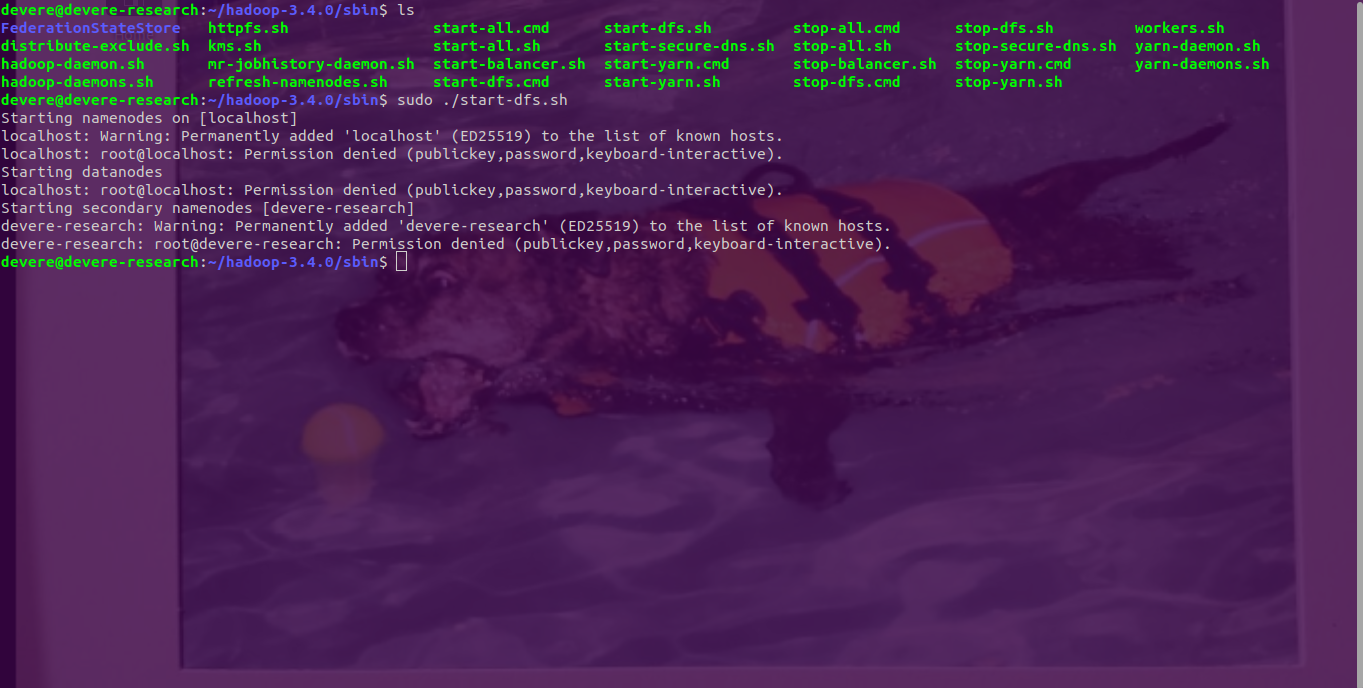 devere@devere-research:~/hadoop-3.4.0/sbin$ ls
FederationStateStore httpfs.sh start-all.cmd start-dfs.sh stop-all.cmd stop-dfs.sh workers.sh
distribute-exclude.sh kms.sh start-all.sh start-secure-dns.sh stop-all.sh stop-secure-dns.sh yarn-daemon.sh
hadoop-daemon.sh mr-jobhistory-daemon.sh start-balancer.sh start-yarn.cmd stop-balancer.sh stop-yarn.cmd yarn-daemons.sh
hadoop-daemons.sh refresh-namenodes.sh start-dfs.cmd start-yarn.sh stop-dfs.cmd stop-yarn.sh
devere@devere-research:~/hadoop-3.4.0/sbin$ sudo ./start-dfs.sh
Starting namenodes on [localhost]
localhost: Warning: Permanently added 'localhost' (ED25519) to the list of known hosts.
localhost: root@localhost: Permission denied (publickey,password,keyboard-interactive).
Starting datanodes
localhost: root@localhost: Permission denied (publickey,password,keyboard-interactive).
Starting secondary namenodes [devere-research]
devere-research: Warning: Permanently added 'devere-research' (ED25519) to the list of known hosts.
devere-research: root@devere-research: Permission denied (publickey,password,keyboard-interactive).
devere@devere-research:~/hadoop-3.4.0/sbin$